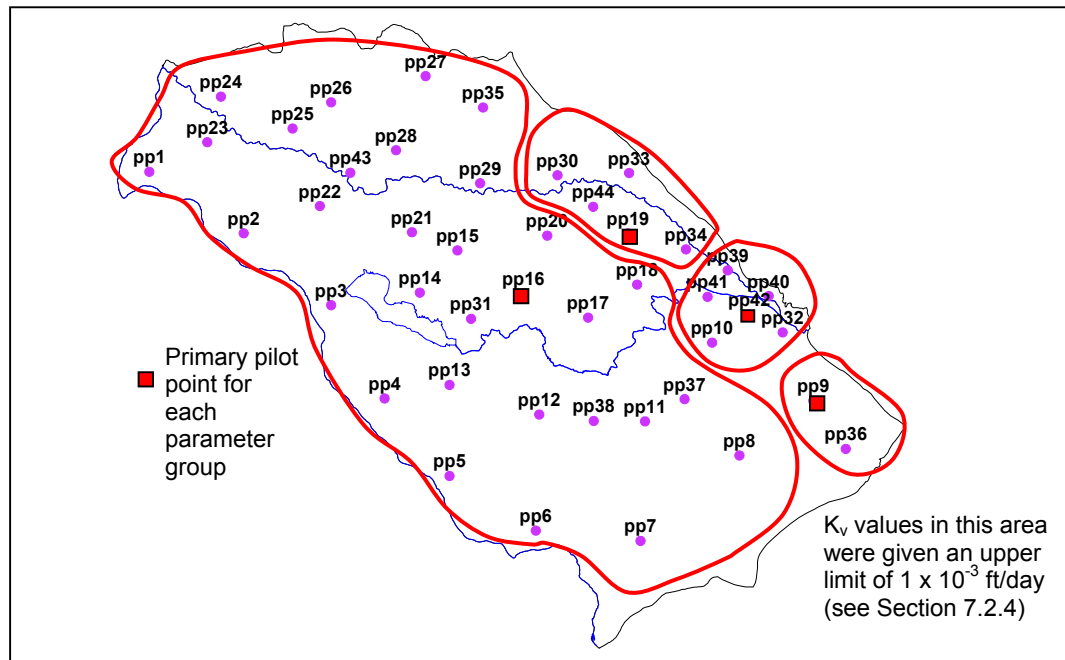 pp27
pp24
pp26
pp35
pp25
pp23
pp28
pp43
pp1
pp29
pp30
pp33
pp22
pp44
pp2
pp21
pp15
pp20
pp19
pp34
pp39
pp3
pp14
pp31
pp16
pp17
pp18
pp41
pp40
pp42
pp10
pp32
Primary pilot
point for
each
parameter
group
pp13
pp4
pp12
pp38
pp11
pp37
pp9
pp8
pp36
pp5
pp6
pp7
Kv values in this area
were given an upper
limit of 1 x 10-3 ft/day
(see Section 7.2.4)